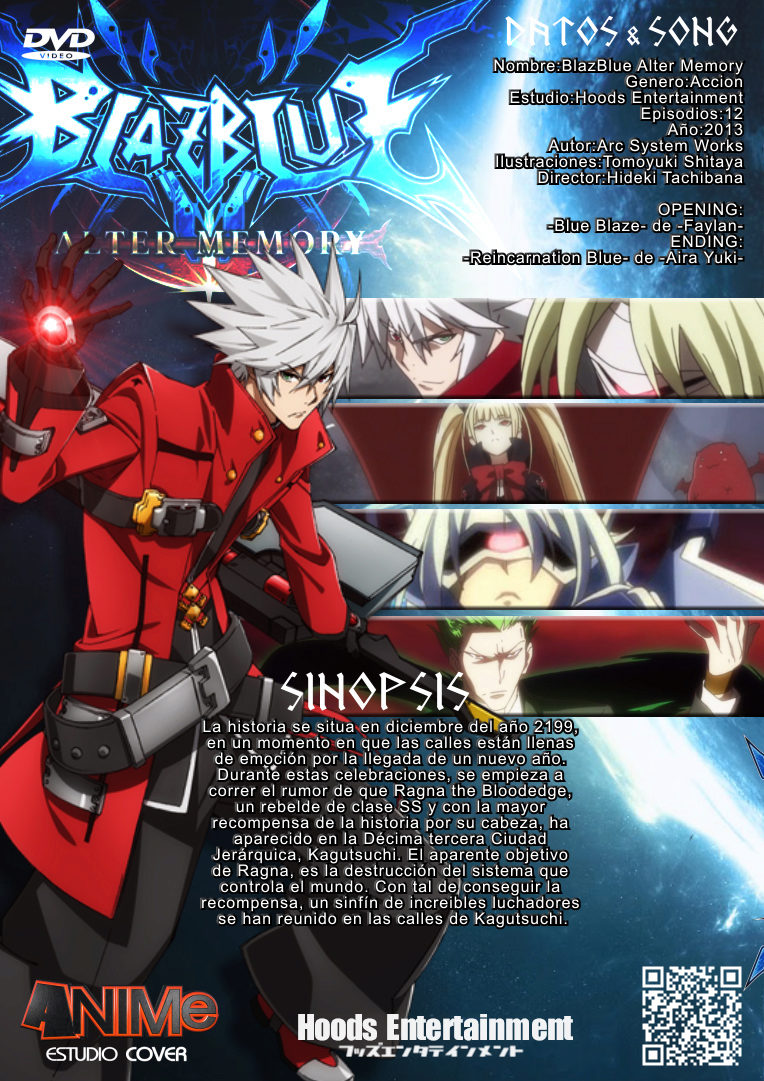 DVD
VIDEO
BLAZBLUE
ALTER MEMORY
DATOS & SONG
Nombre:BlazBlue Alter Memory
Genero:Accion
Estudio:Hoods Entertainment
Episodios:12
Año:2013
Autor:Arc System Works
Ilustraciones:Tomoyuki Shitaya
Director:Hideki Tachibana
OPENING:
-Blue Blaze- de -Faylan-
ENDING:
-Reincarnation Blue- de -Aira Yuki-
SINOPSIS
La historia se situa en diciembre del año 2199,
en un momento en que las calles están llenas
de emoción por la llegada de un nuevo año.
Durante estas celebraciones, se empieza a
correr el rumor de que Ragna the Bloodedge,
un rebelde de clase SS y con la mayor
recompensa de la historia por su cabeza, ha
aparecido en la Décima tercera Ciudad
Jerárquica, Kagutsuchi. El aparente objetivo
de Ragna, es la destrucción del sistema que
controla el mundo. Con tal de conseguir la
recompensa, un sinfín de increibles luchadores
se han reunido en las calles de Kagutsuchi.
ANIMe
ESTUDIO COVER
Hoods Entertainment
フッズエンタテインメント